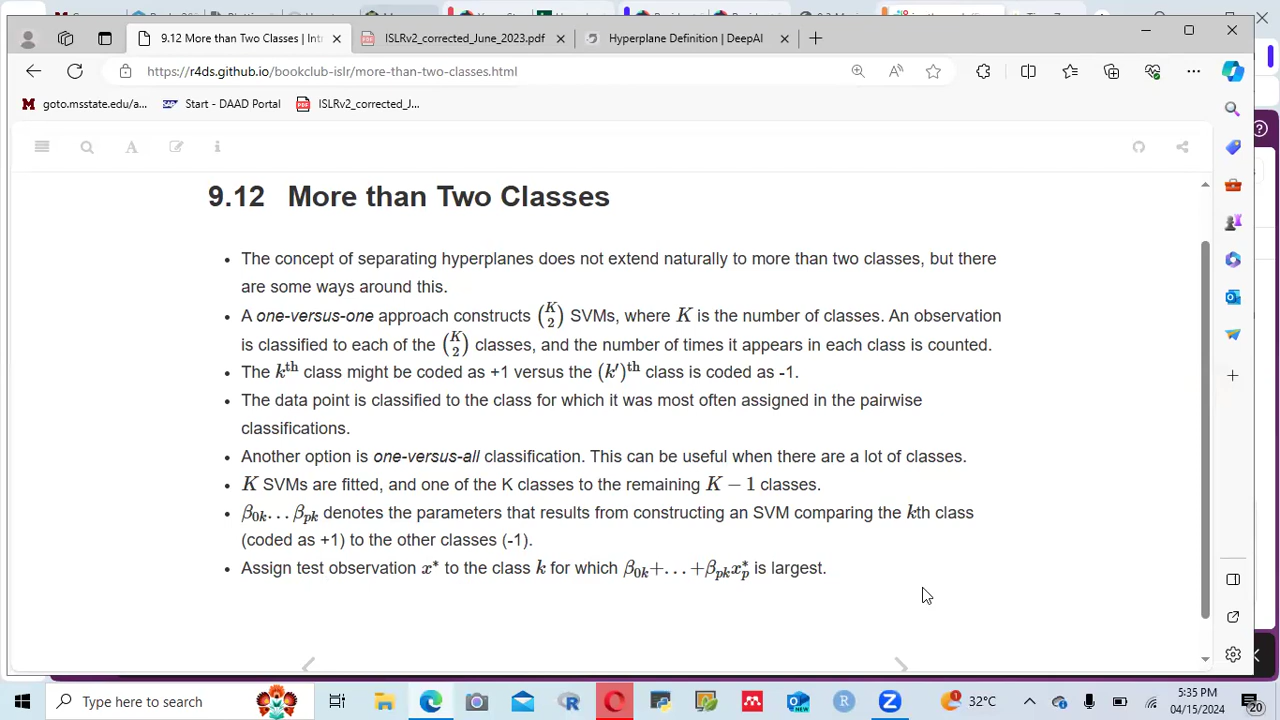 9.12 More than Two Classes | Intr
ISLRv2_corrected_June_2023.pdf
Hyperplane Definition | DeepAI
https://r4ds.github.io/bookclub-islr/more-than-two-classes.html
goto.msstate.edu/a...
Start - DAAD Portal
ISLRv2_corrected_J...
9.12 More than Two Classes
• The concept of separating hyperplanes does not extend naturally to more than two classes, but there
are some ways around this.
• A one-versus-one approach constructs (K 2) SVMs, where K is the number of classes. An observation
is classified to each of the (K 2) classes, and the number of times it appears in each class is counted.
• The kth class might be coded as +1 versus the (k′)th class is coded as -1.
• The data point is classified to the class for which it was most often assigned in the pairwise
classifications.
• Another option is one-versus-all classification. This can be useful when there are a lot of classes.
• K SVMs are fitted, and one of the K classes to the remaining K − 1 classes.
• β0k…βpk denotes the parameters that results from constructing an SVM comparing the kth class
(coded as +1) to the other classes (-1).
• Assign test observation x* to the class k for which β0k+…+βpkx*p is largest.
Type here to search
32°C
5:35 PM
04/15/2024
20